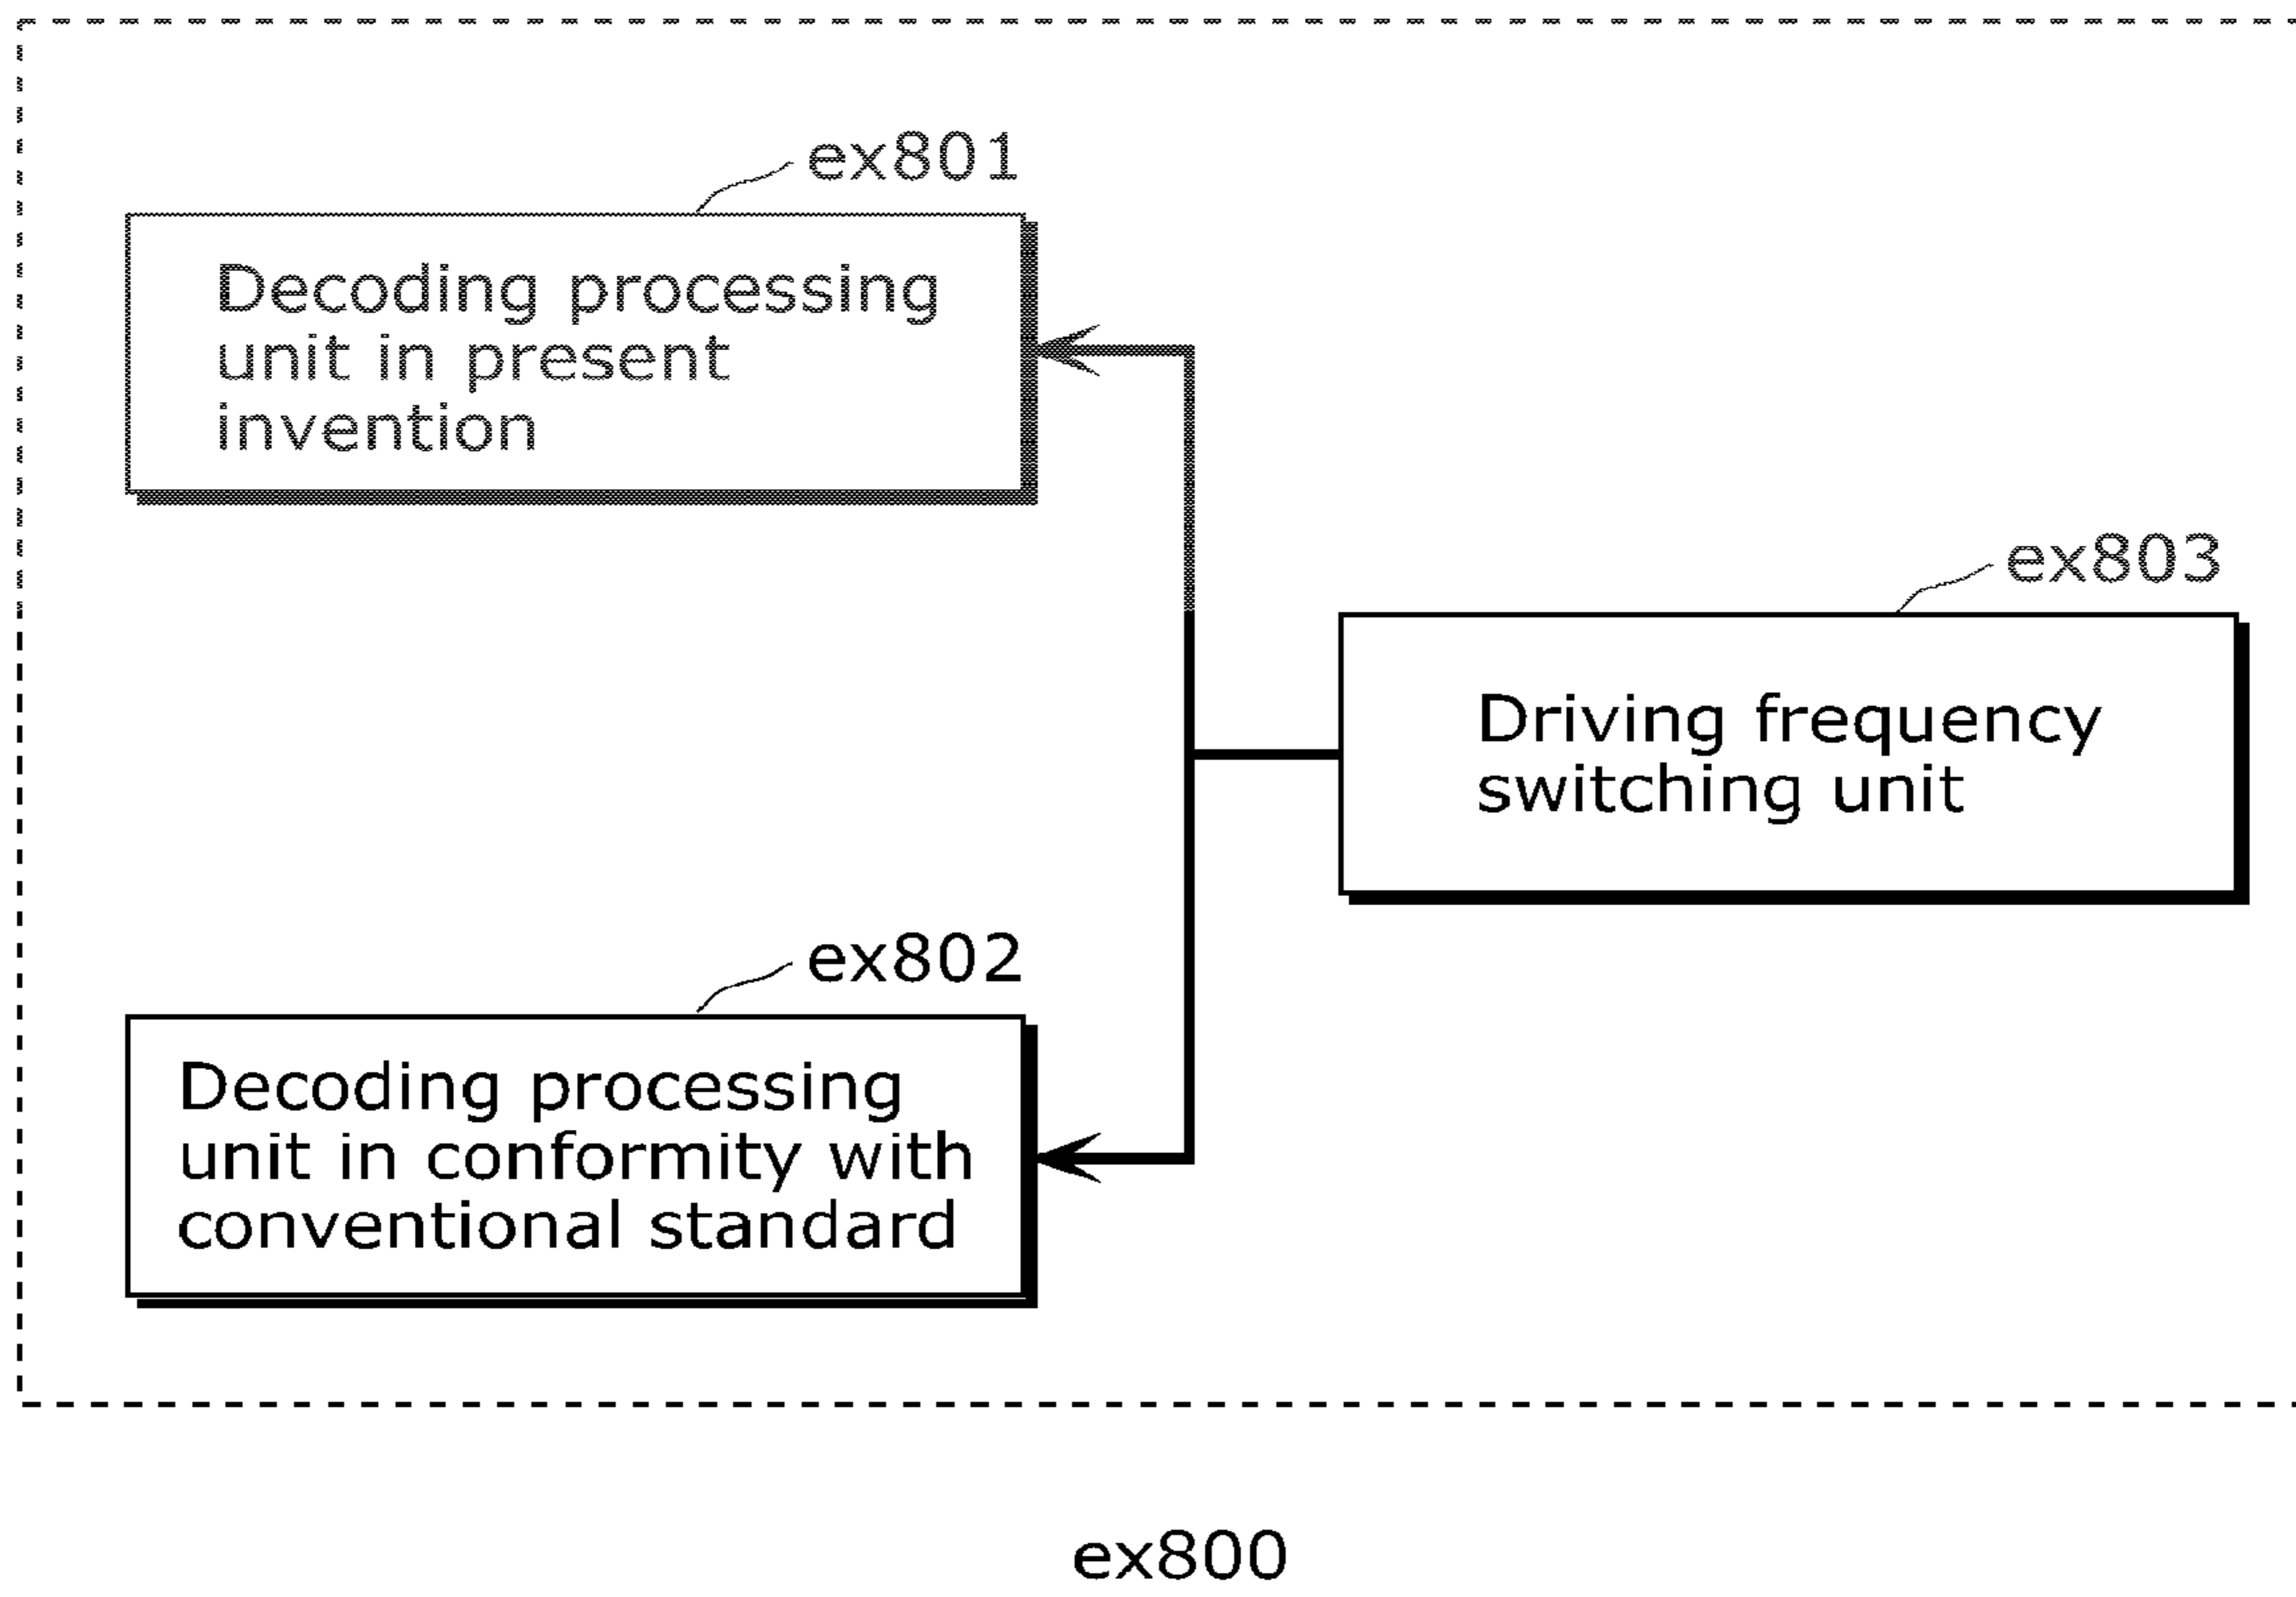 ex801
Decoding processing
unit in present
invention
ex803
Driving frequency
switching unit
ex802
Decoding processing
unit in conformity with
conventional standard
ex800